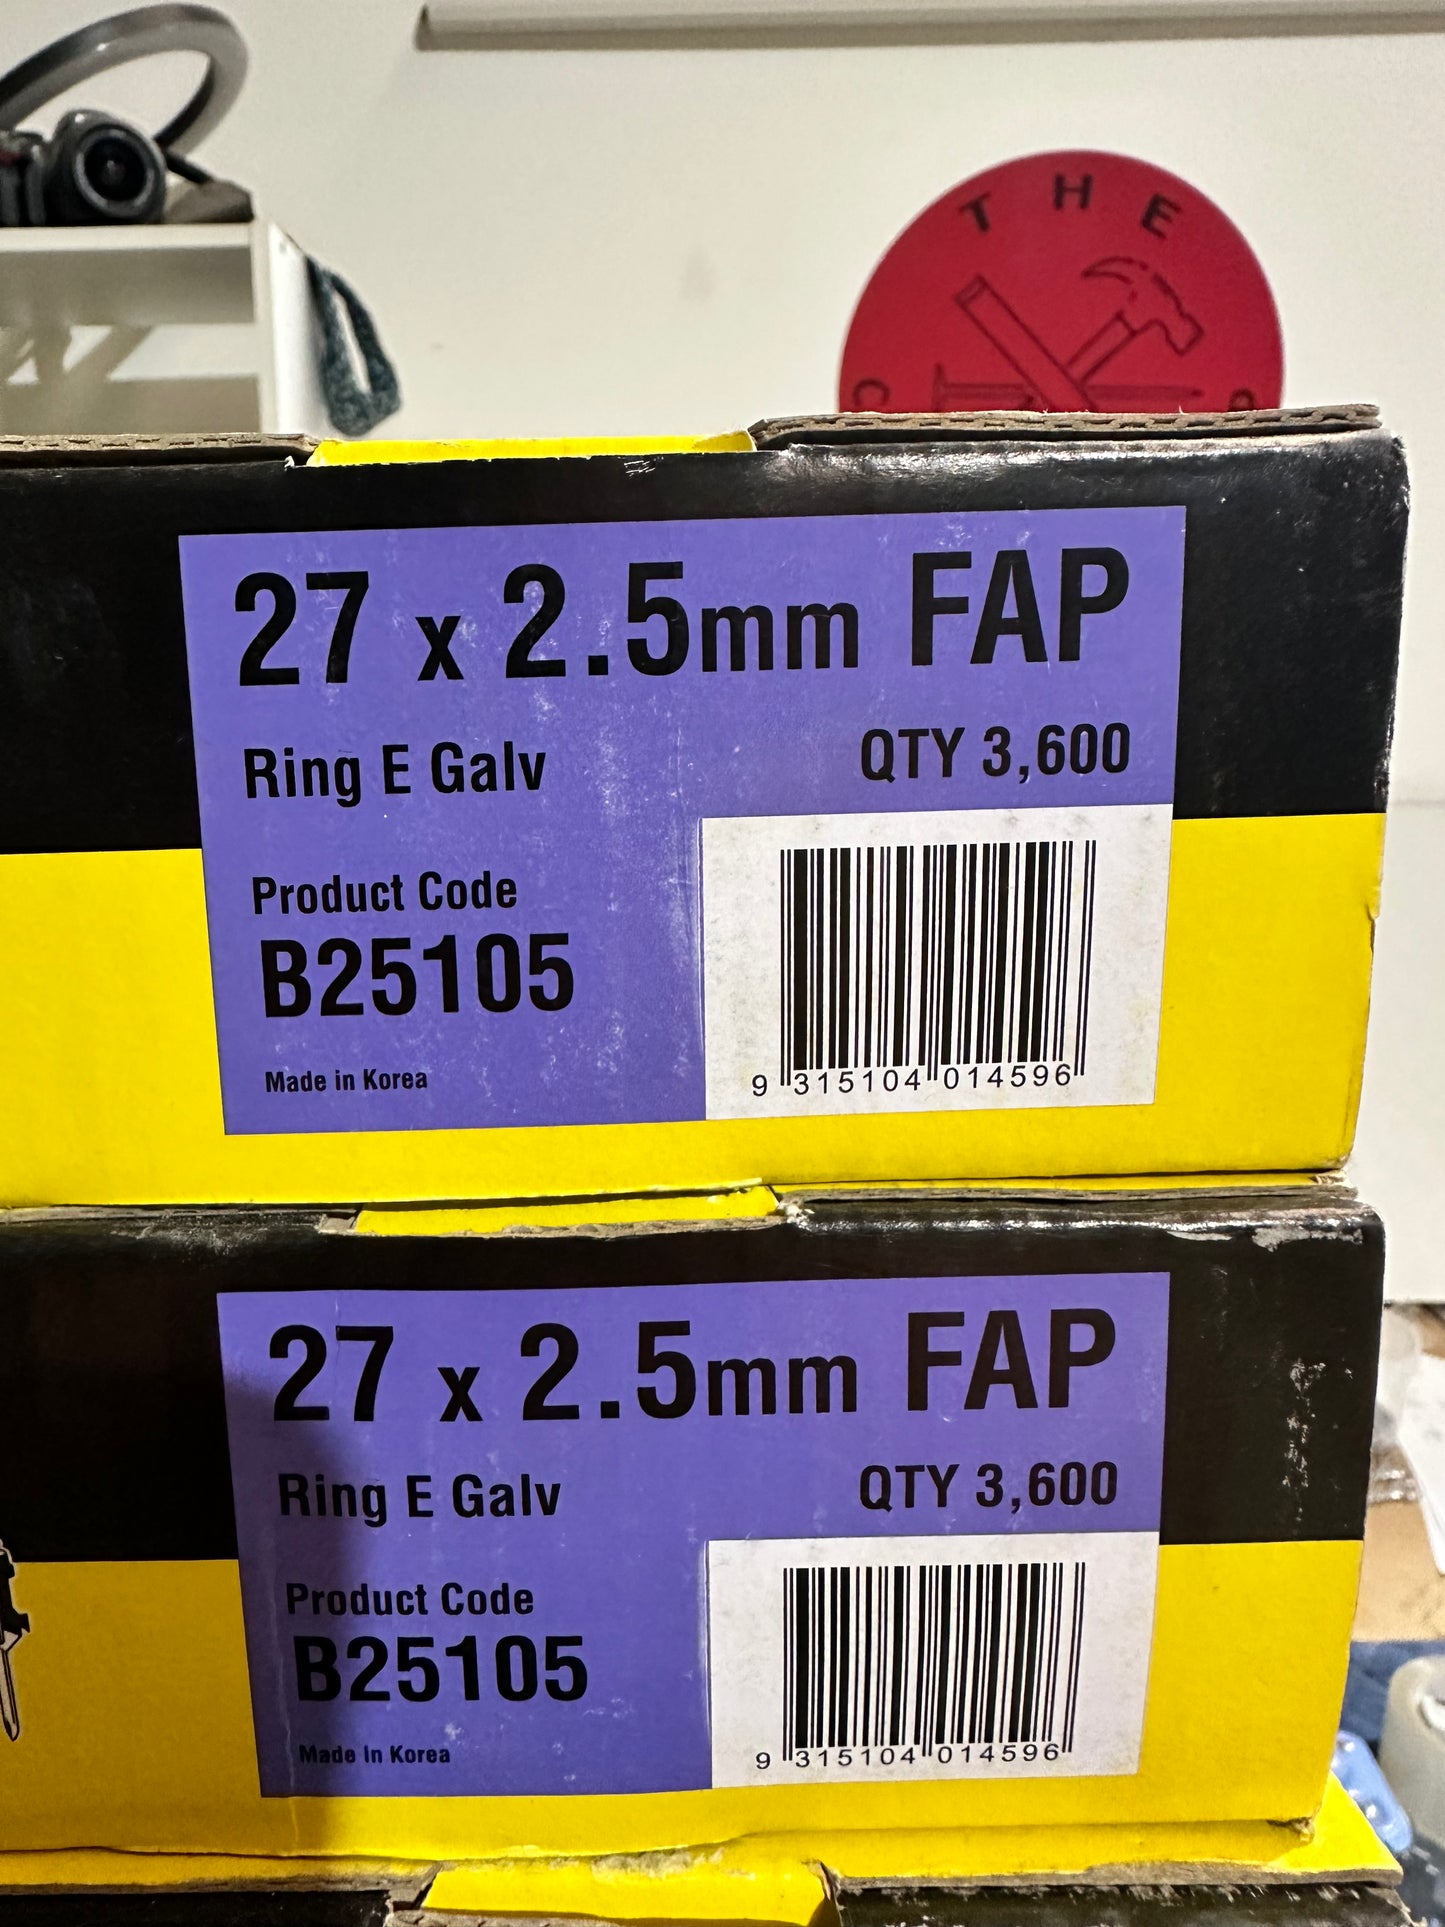 THE
27 x 2.5mm FAP
Ring E Galv QTY 3,600
Product Code
B25105
Made in Korea
9 315104 014596
27 x 2.5mm FAP
Ring E Galv QTY 3,600
Product Code
B25105
Made In Korea
9 315104 014596